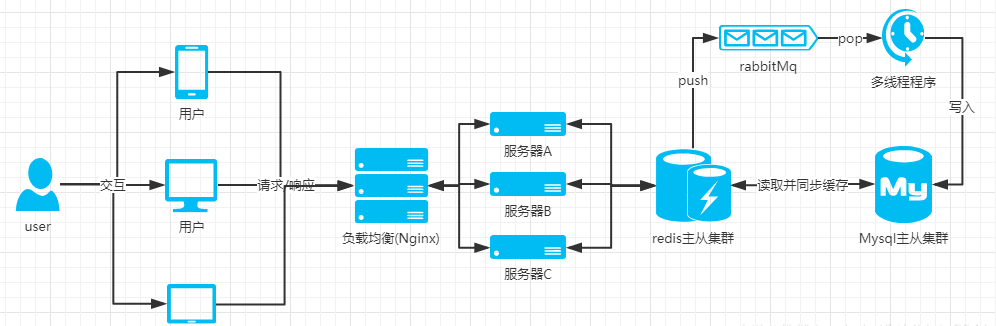 push
rabbitMq
pop
多线程程序
写入
用户
user
交互
用户
请求/响应
负载均衡(Nginx)
服务器A
服务器B
服务器C
redis主从集群
读取并同步缓存
My
Mysql主从集群